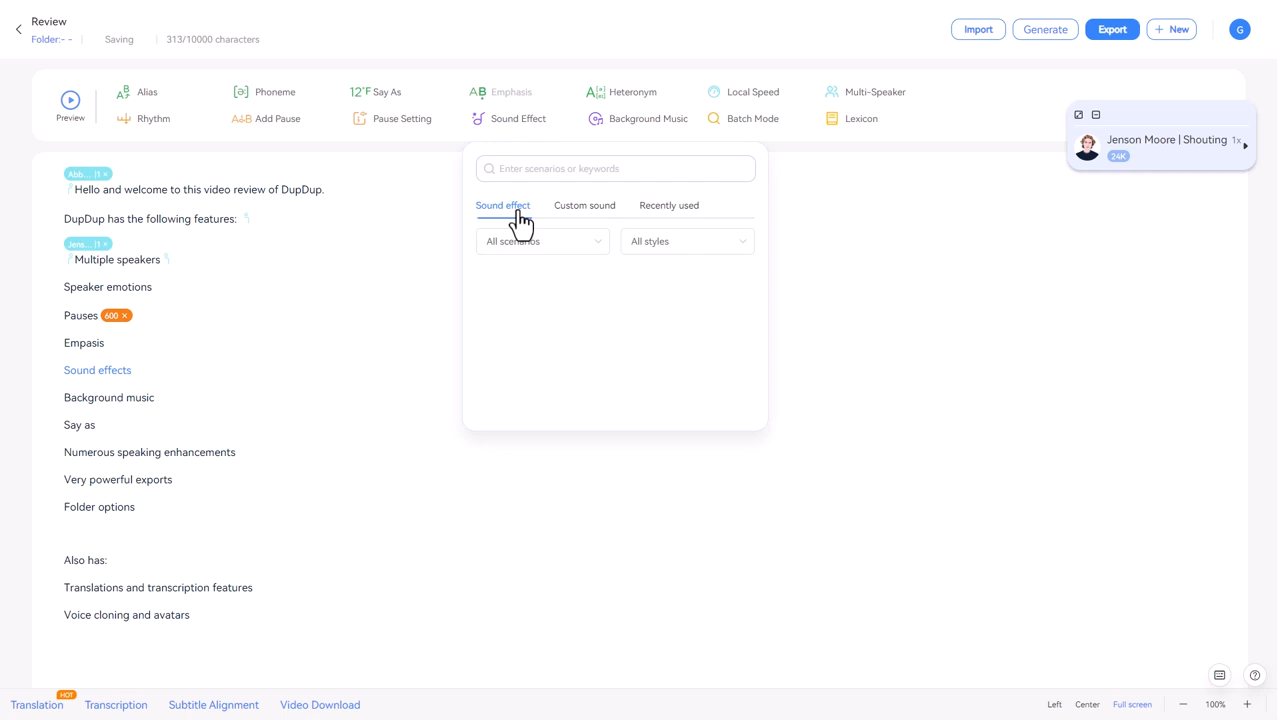 Review
Folder:- -
Saving
313/10000 characters
Import
Generate
Export
+ New
G
Preview
Alias
Phoneme
12°F Say As
Emphasis
Heteronym
Local Speed
Multi-Speaker
Rhythm
Add Pause
Pause Setting
Sound Effect
Background Music
Batch Mode
Lexicon
Jenson Moore | Shouting 1x
24K
Enter scenarios or keywords
Sound effect
Custom sound
Recently used
All scenarios
All styles
Abb... |1 ×
Hello and welcome to this video review of DupDup.
DupDup has the following features:
Jens... |1 ×
Multiple speakers
Speaker emotions
Pauses 600 ×
Empasis
Sound effects
Background music
Say as
Numerous speaking enhancements
Very powerful exports
Folder options
Also has:
Translations and transcription features
Voice cloning and avatars
HOT
Translation
Transcription
Subtitle Alignment
Video Download
Left
Center
Full screen
100%